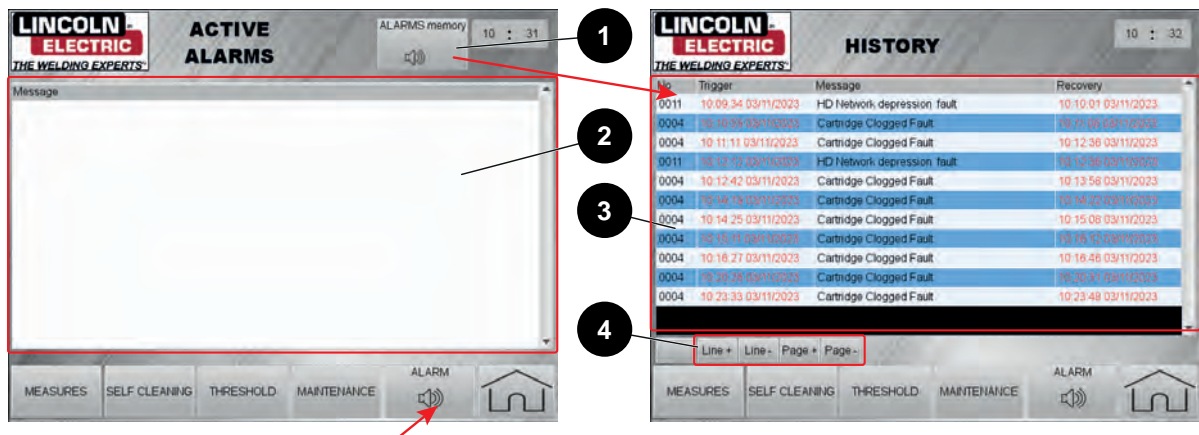 LINCOLN
ELECTRIC
THE WELDING EXPERTS
ACTIVE
ALARMS
ALARMS memory
10 : 31
Message
MEASURES
SELF CLEANING
THRESHOLD
MAINTENANCE
ALARM
1
2
3
4
LINCOLN
ELECTRIC
THE WELDING EXPERTS
HISTORY
10 : 32
No Trigger Message Recovery
0011 10:09:34 03/11/2023 HD Network depression fault 10:10:01 03/11/2023
0004 Cartridge Clogged Fault
0004 10:11:11 03/11/2023 Cartridge Clogged Fault 10:12:36 03/11/2023
0011 HD Network depression fault
0004 10:12:42 03/11/2023 Cartridge Clogged Fault 10:13:58 03/11/2023
0004 Cartridge Clogged Fault
0004 10:14:25 03/11/2023 Cartridge Clogged Fault 10:15:08 03/11/2023
0004 Cartridge Clogged Fault
0004 10:16:27 03/11/2023 Cartridge Clogged Fault 10:16:46 03/11/2023
0004 Cartridge Clogged Fault
0004 10:23:33 03/11/2023 Cartridge Clogged Fault 10:23:48 03/11/2023
Line + Line - Page + Page -
MEASURES
SELF CLEANING
THRESHOLD
MAINTENANCE
ALARM